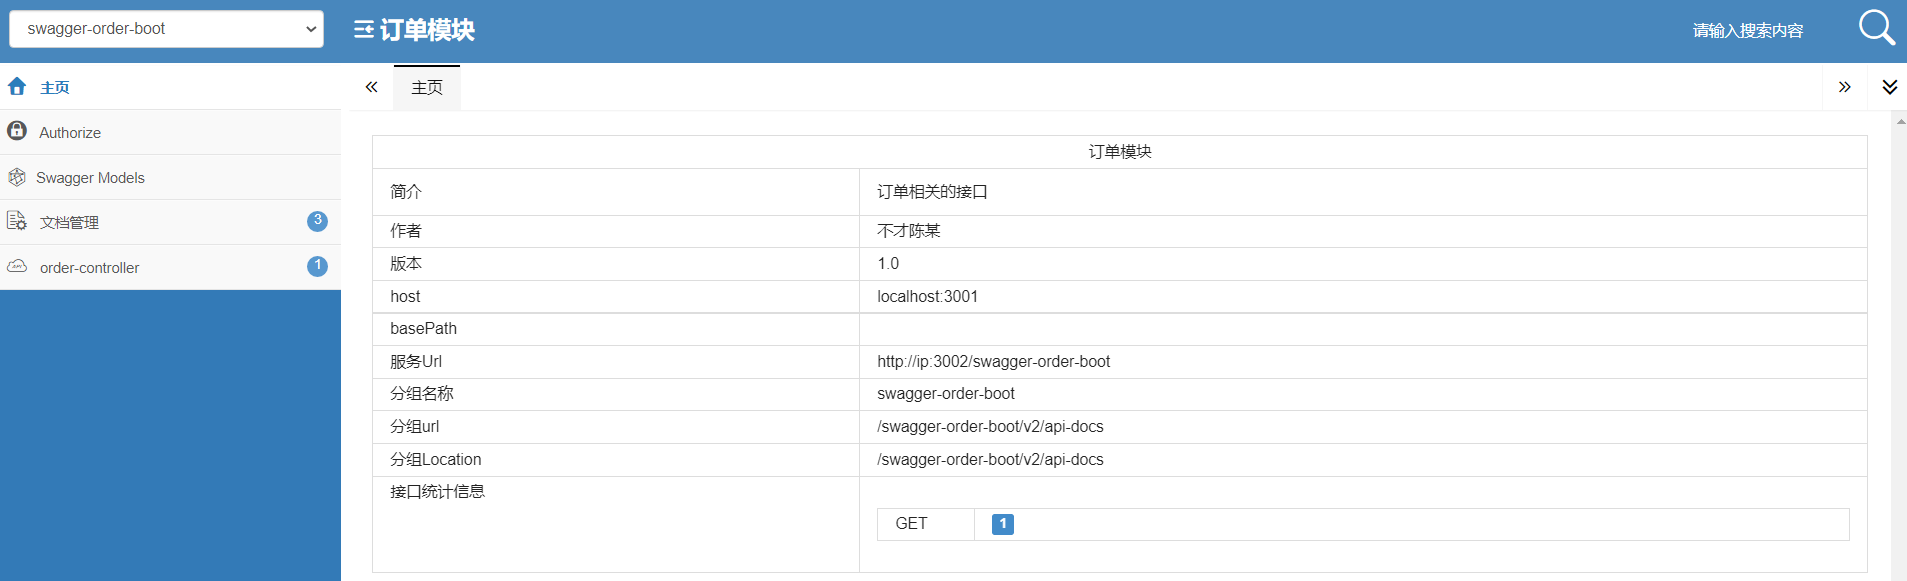 swagger-order-boot
订单模块
请输入搜索内容
主页
Authorize
Swagger Models
文档管理 3
order-controller 1
主页
订单模块
简介 订单相关的接口
作者 不才陈某
版本 1.0
host localhost:3001
basePath
服务Url http://ip:3002/swagger-order-boot
分组名称 swagger-order-boot
分组url /swagger-order-boot/v2/api-docs
分组Location /swagger-order-boot/v2/api-docs
接口统计信息
GET 1